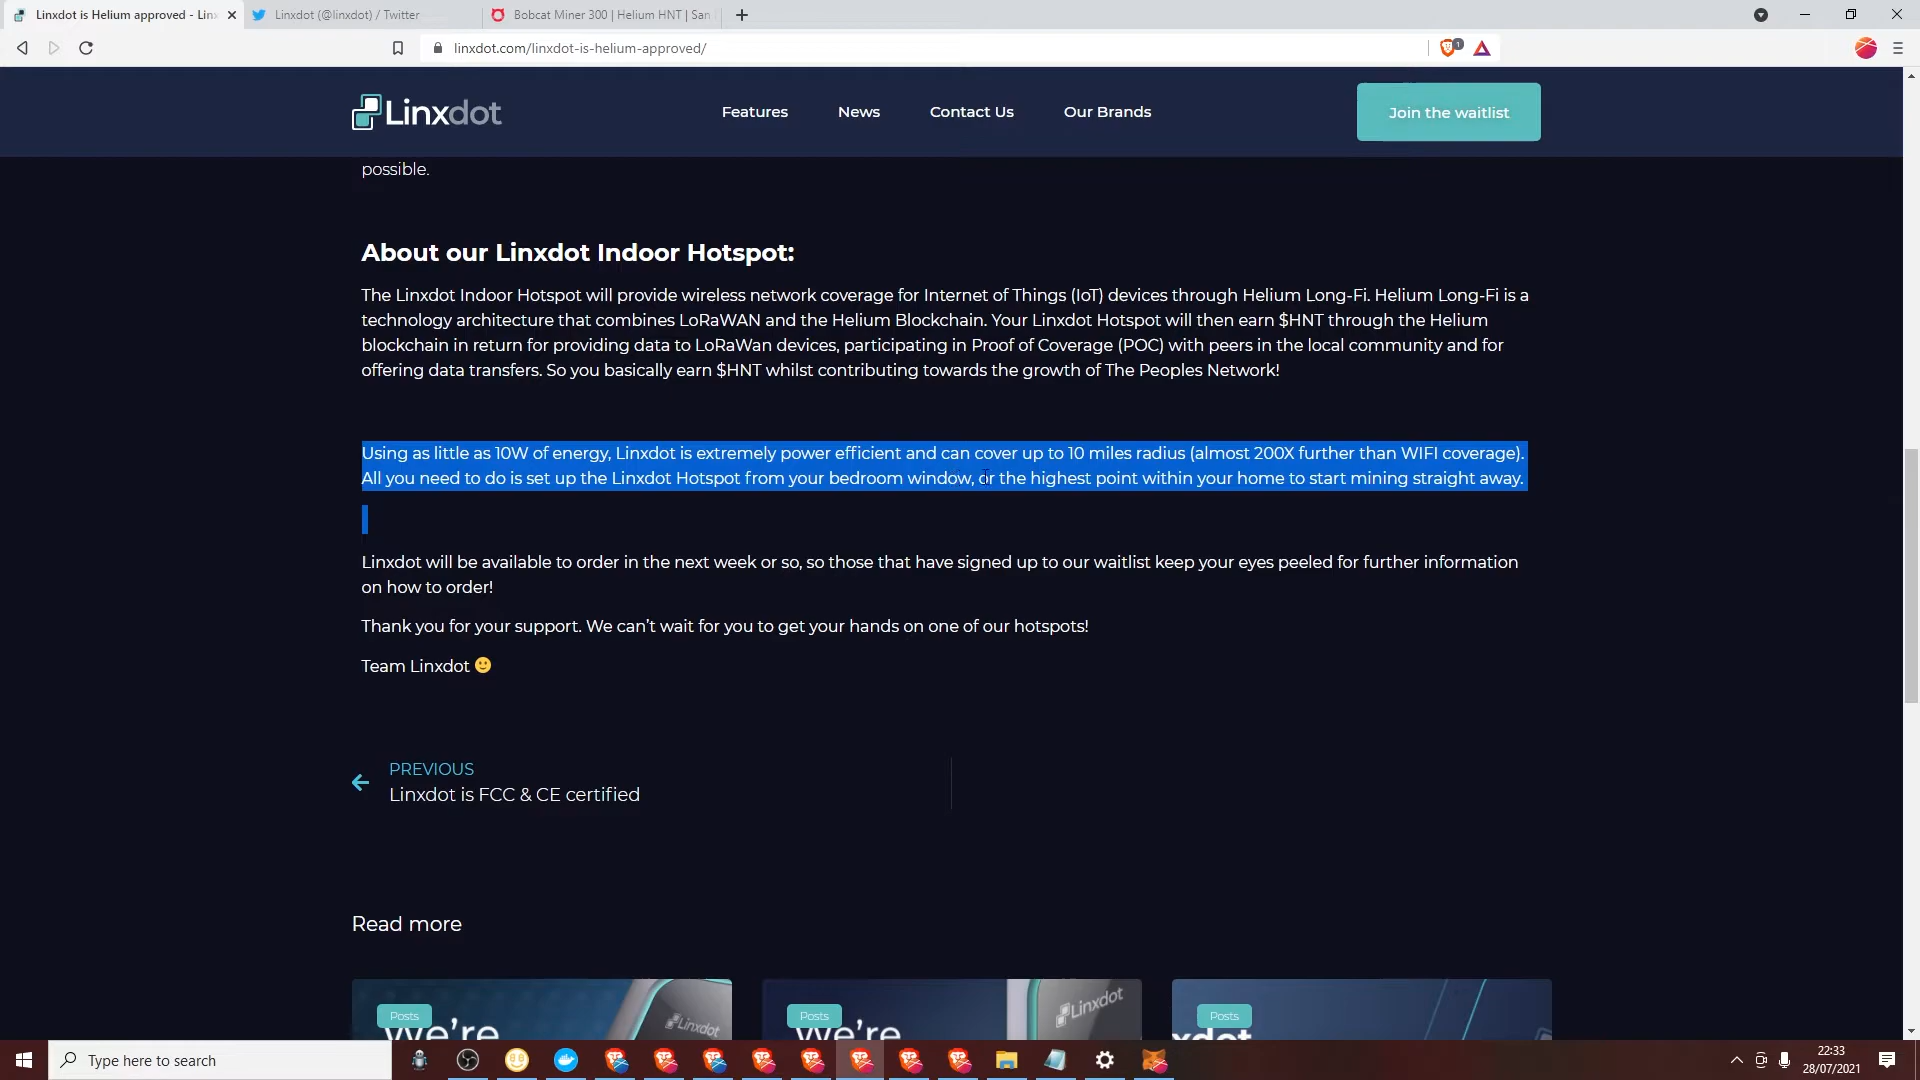 Linxdot is Helium approved - Linx
Linxdot (@linxdot) / Twitter
Bobcat Miner 300 | Helium HNT | San
linxdot.com/linxdot-is-helium-approved/
1
Linxdot
Features
News
Contact Us
Our Brands
Join the waitlist
possible.
About our Linxdot Indoor Hotspot:
The Linxdot Indoor Hotspot will provide wireless network coverage for Internet of Things (IoT) devices through Helium Long-Fi. Helium Long-Fi is a
technology architecture that combines LoRaWAN and the Helium Blockchain. Your Linxdot Hotspot will then earn $HNT through the Helium
blockchain in return for providing data to LoRaWan devices, participating in Proof of Coverage (POC) with peers in the local community and for
offering data transfers. So you basically earn $HNT whilst contributing towards the growth of The Peoples Network!
Using as little as 10W of energy, Linxdot is extremely power efficient and can cover up to 10 miles radius (almost 200X further than WIFI coverage).
All you need to do is set up the Linxdot Hotspot from your bedroom window, or the highest point within your home to start mining straight away.
Linxdot will be available to order in the next week or so, so those that have signed up to our waitlist keep your eyes peeled for further information
on how to order!
Thank you for your support. We can't wait for you to get your hands on one of our hotspots!
Team Linxdot 🙂
PREVIOUS
Linxdot is FCC & CE certified
Read more
Posts
We're
Linxdot
Posts
We're
Linxdot
Posts
Type here to search
22:33
28/07/2021